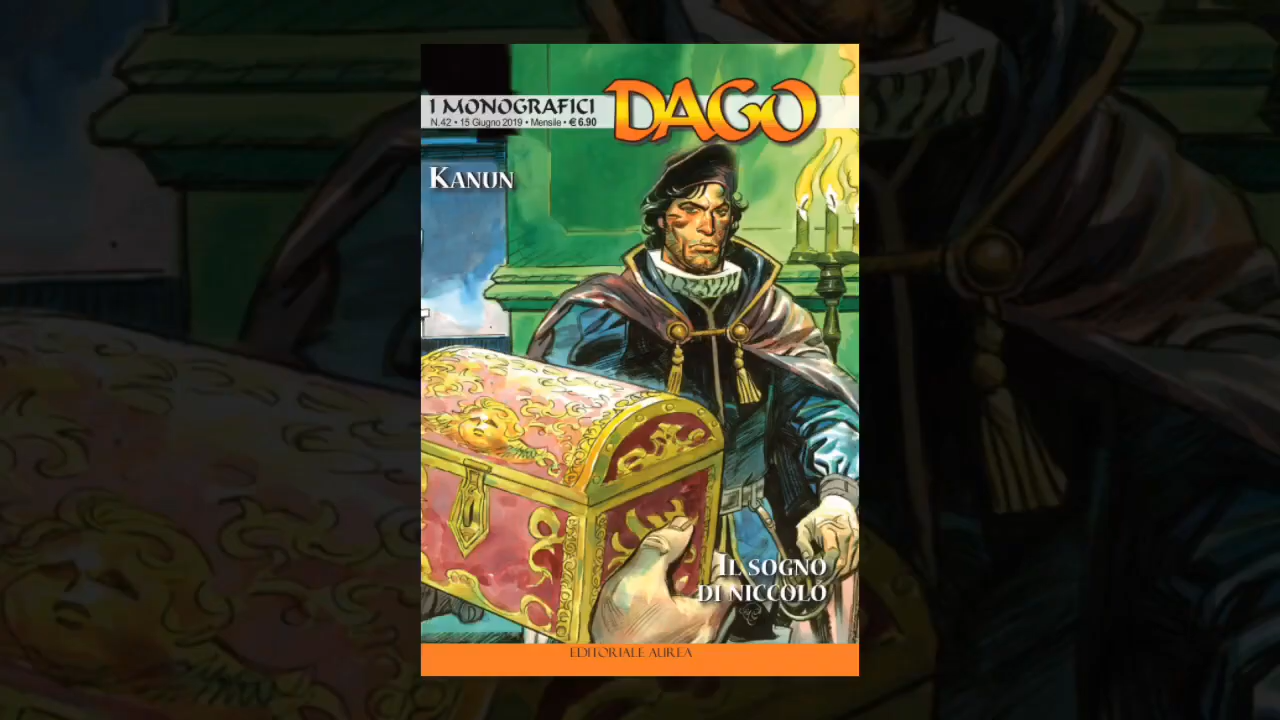 I MONOGRAFICI
DAGO
N.42 • 15 Giugno 2019 • Mensile • € 6.90
KANUN
IL SOGNO
DI NICCOLÒ
EDITORIALE AUREA